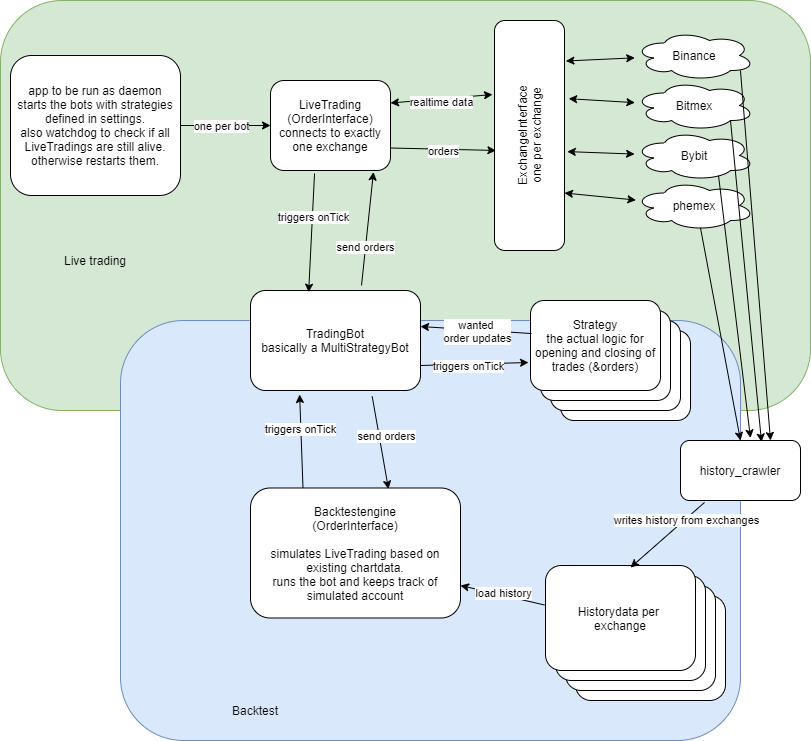 app to be run as daemon
starts the bots with strategies
defined in settings.
also watchdog to check if all
LiveTradings are still alive.
otherwise restarts them.
one per bot
LiveTrading
(OrderInterface)
connects to exactly
one exchange
realtime data
orders
ExchangeInterface
one per exchange
Binance
Bitmex
Bybit
phemex
triggers onTick
send orders
Live trading
TradingBot
basically a MultiStrategyBot
wanted
order updates
triggers onTick
Strategy
the actual logic for
opening and closing of
trades (&orders)
triggers onTick
send orders
history_crawler
writes history from exchanges
Backtestengine
(OrderInterface)
simulates LiveTrading based on
existing chartdata.
runs the bot and keeps track of
simulated account
load history
Historydata per
exchange
Backtest